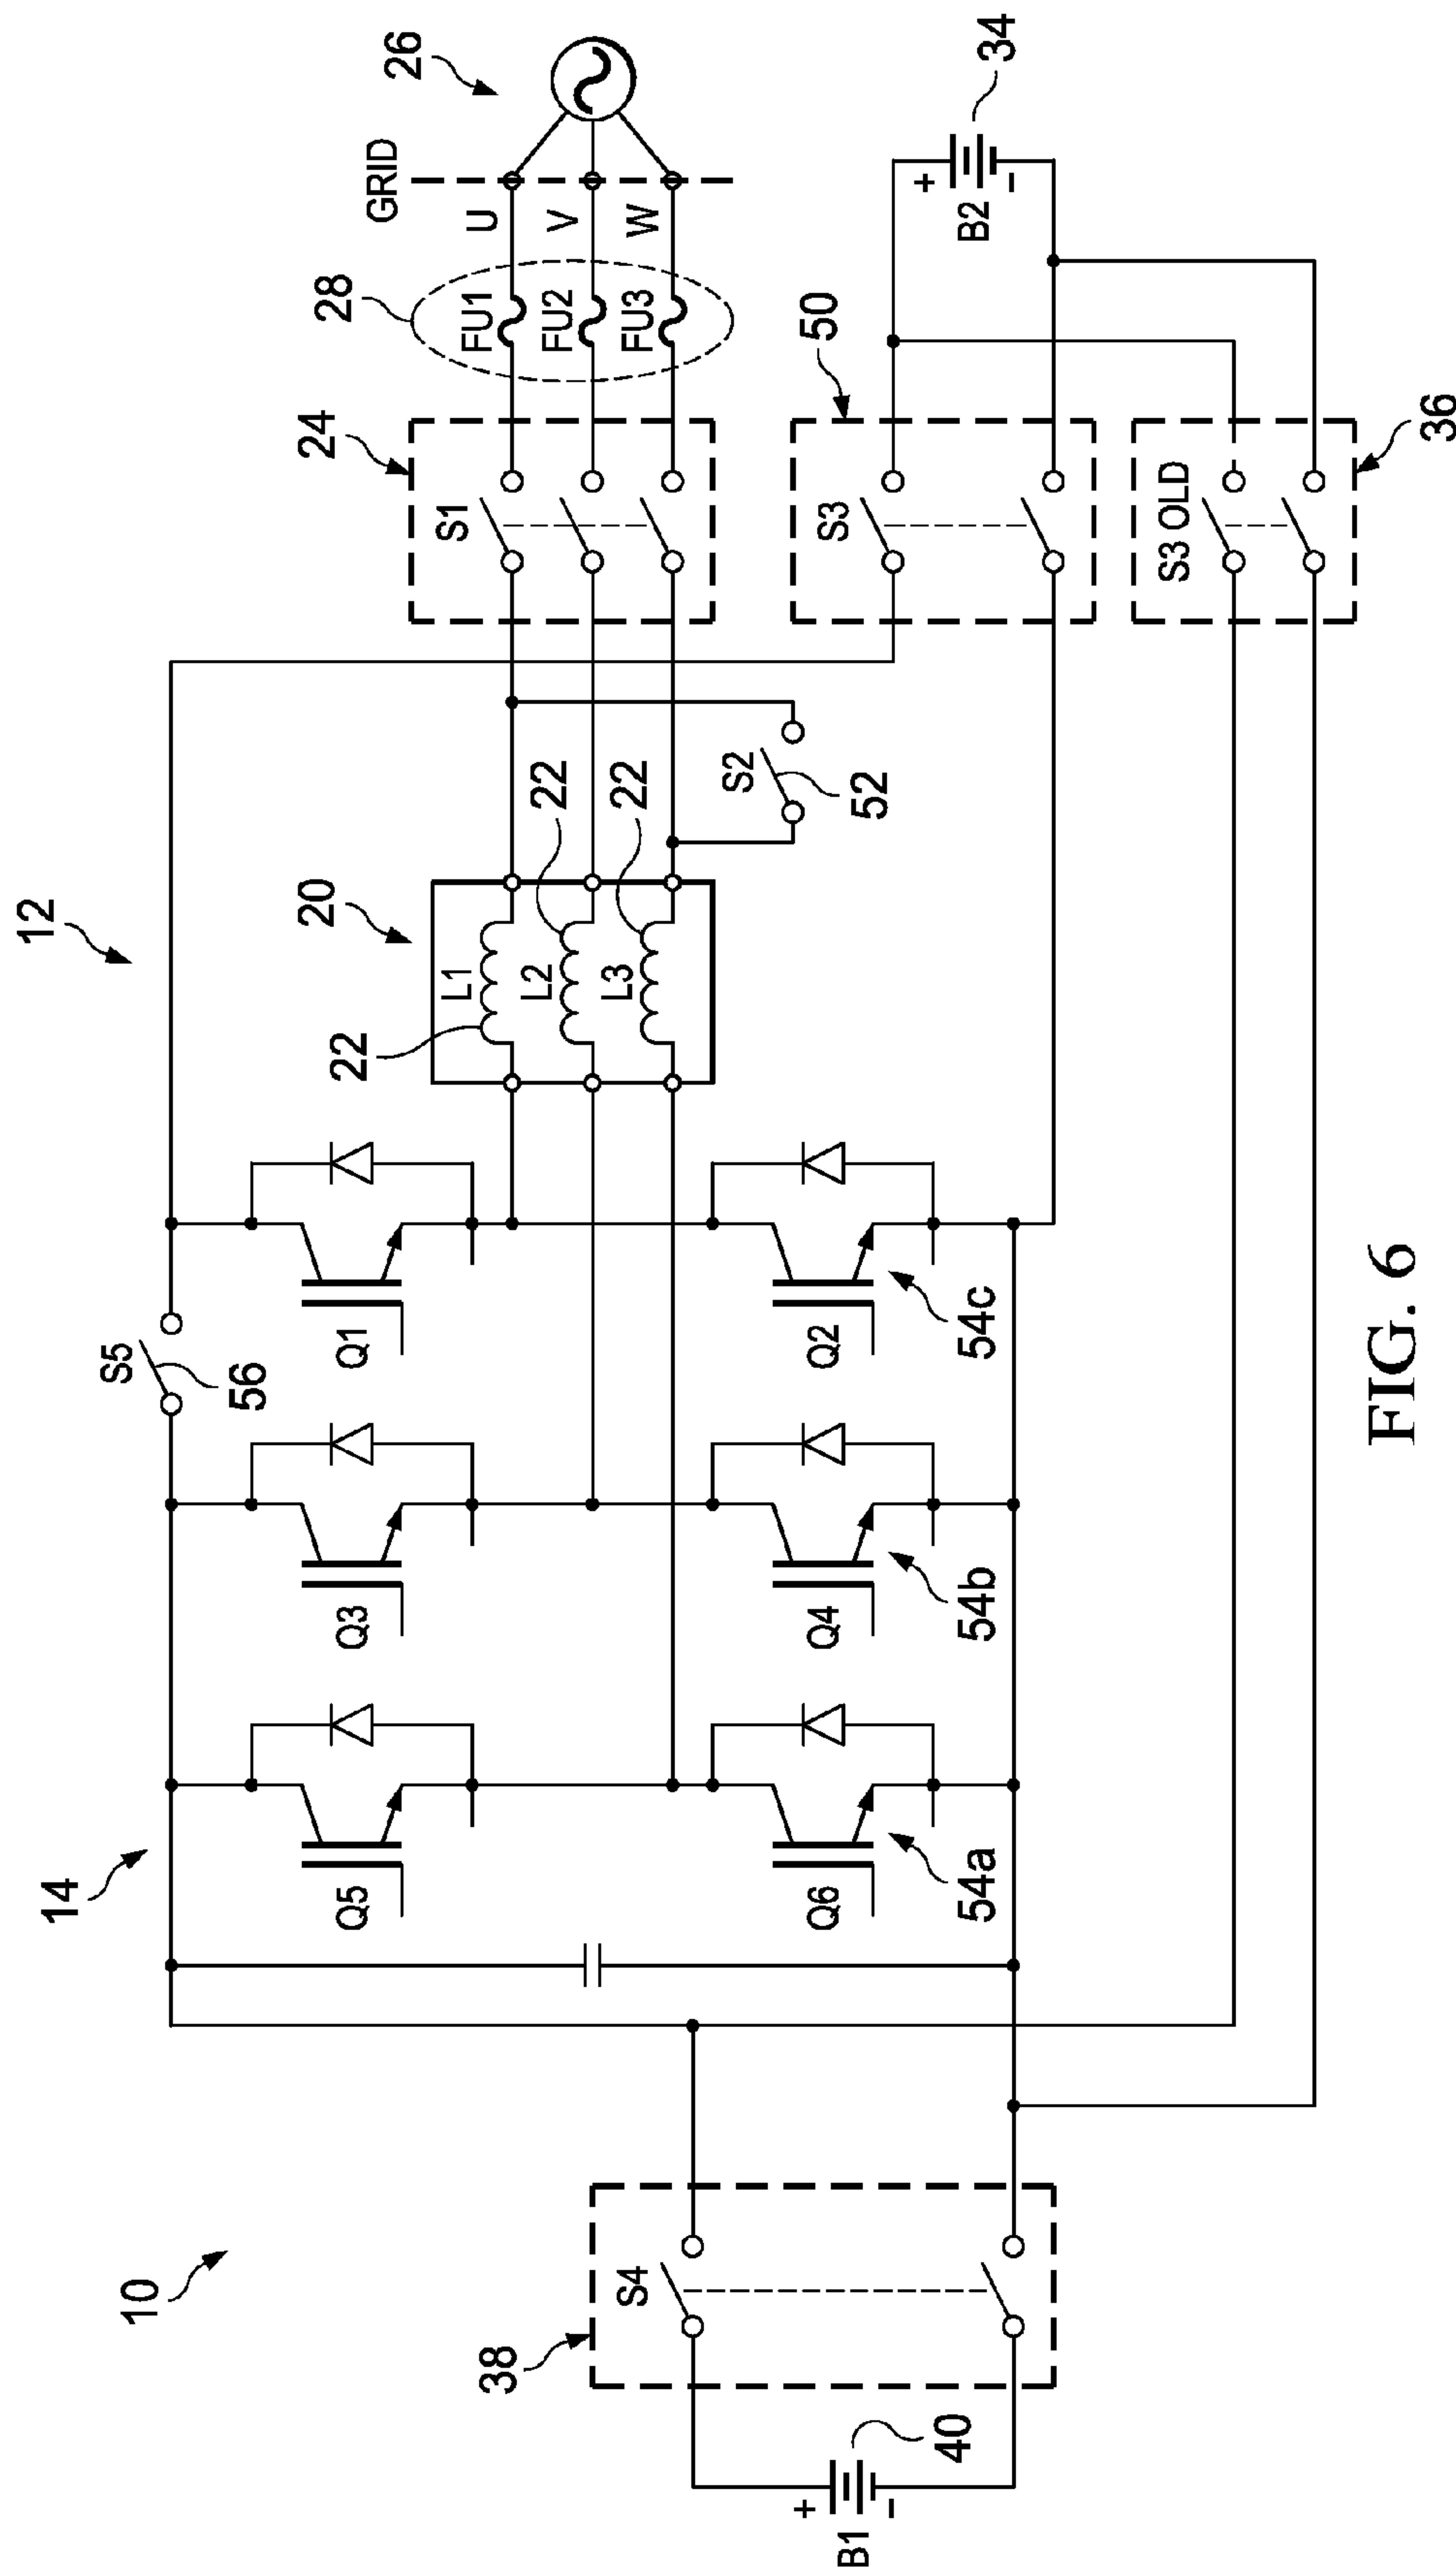 10
12
14
S5
56
GRID
26
28
24
20
U
V
W
FU1
FU2
FU3
S1
L1
L2
L3
22
22
22
S2
52
Q5
Q3
Q1
Q6
Q4
Q2
54a
54b
54c
50
S3
S3 OLD
36
+
-
B2
34
38
S4
+
-
B1
40
FIG. 6